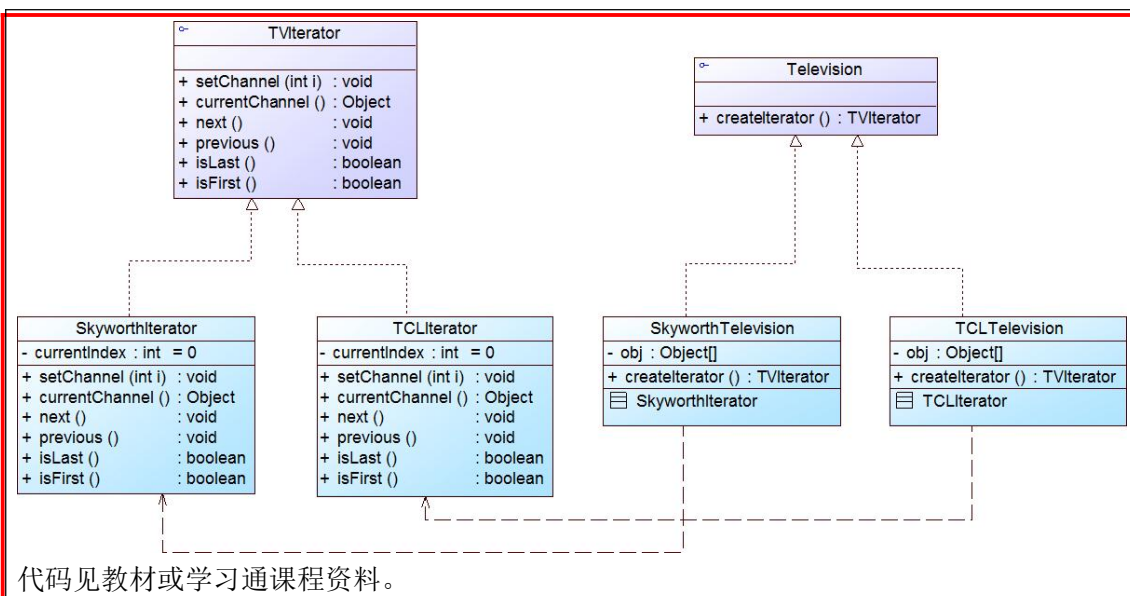 TVIterator
+ setChannel (int i) : void
+ currentChannel () : Object
+ next () : void
+ previous () : void
+ isLast () : boolean
+ isFirst () : boolean
Television
+ createIterator () : TVIterator
SkyworthIterator
- currentIndex : int = 0
+ setChannel (int i) : void
+ currentChannel () : Object
+ next () : void
+ previous () : void
+ isLast () : boolean
+ isFirst () : boolean
TCLIterator
- currentIndex : int = 0
+ setChannel (int i) : void
+ currentChannel () : Object
+ next () : void
+ previous () : void
+ isLast () : boolean
+ isFirst () : boolean
SkyworthTelevision
- obj : Object[]
+ createIterator () : TVIterator
SkyworthIterator
TCLTelevision
- obj : Object[]
+ createIterator () : TVIterator
TCLIterator
代码见教材或学习通课程资料。